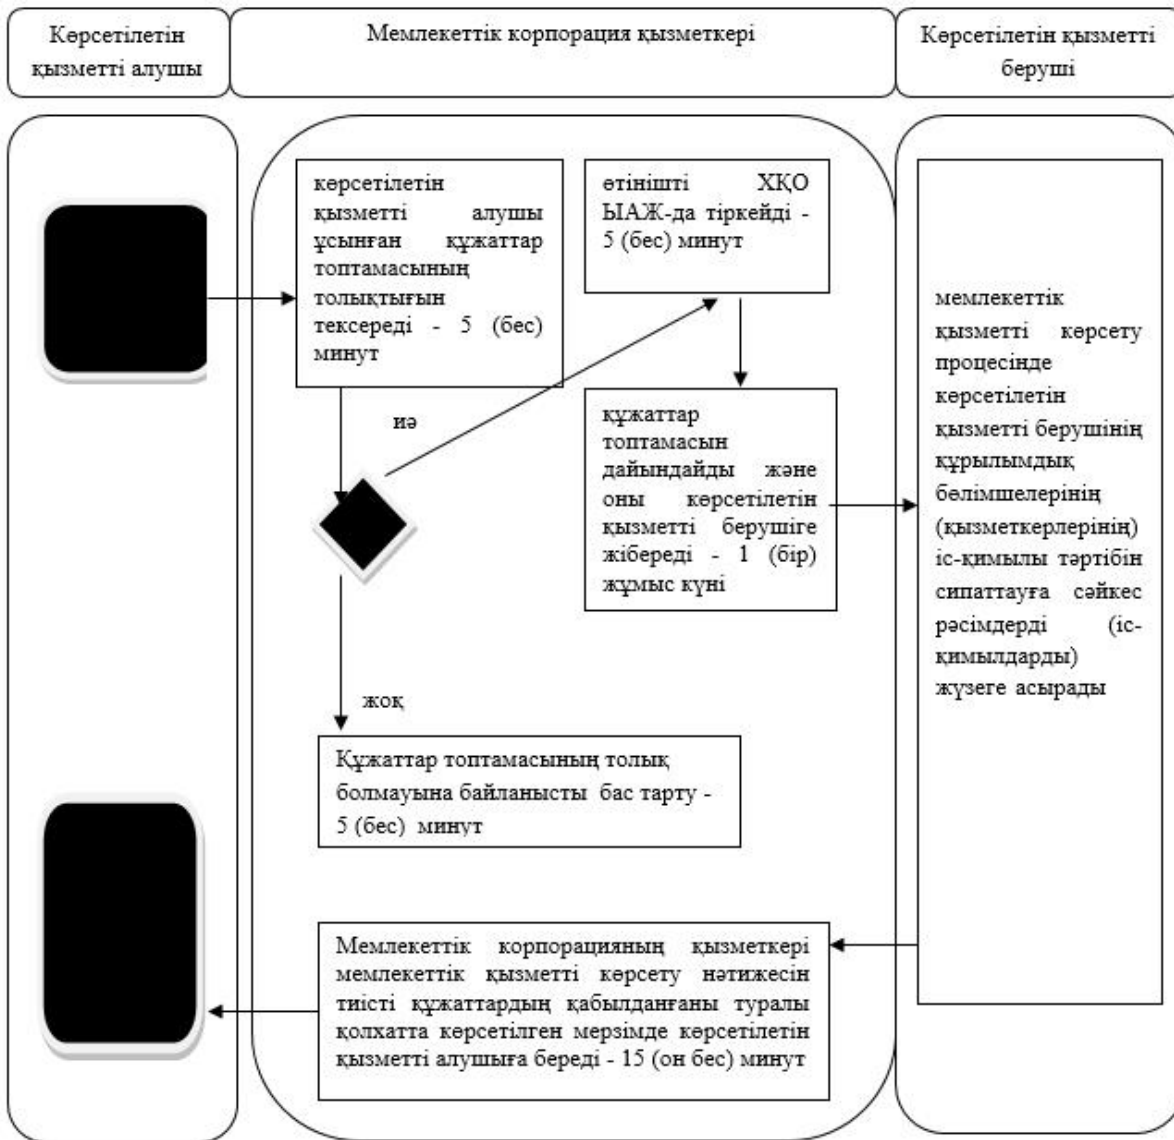 Көрсетілетін
қызметті алушы
Мемлекеттік корпорация қызметкері
Көрсетілетін қызметті
беруші
көрсетілетін
қызметті алушы
ұсынған құжаттар
топтамасының
толықтығын
тексереді - 5 (бес)
минут
өтінішті ХҚО
ЫАЖ-да тіркейді -
5 (бес) минут
иә
құжаттар
топтамасын
дайындайды және
оны көрсетілетін
қызметті берушіге
жібереді - 1 (бір)
жұмыс күні
мемлекеттік
қызметті көрсету
процесінде
көрсетілетін
қызметті берушінің
құрылымдық
бөлімшелерінің
(қызметкерлерінің)
іс-қимылы тәртібін
сипаттауға сәйкес
рәсімдерді (іс-
қимылдарды)
жүзеге асырады
жоқ
Құжаттар топтамасының толық
болмауына байланысты бас тарту -
5 (бес) минут
Мемлекеттік корпорацияның қызметкері
мемлекеттік қызметті көрсету нәтижесін
тиісті құжаттардың қабылданғаны туралы
қолхатта көрсетілген мерзімде көрсетілетін
қызметті алушыға береді - 15 (он бес) минут